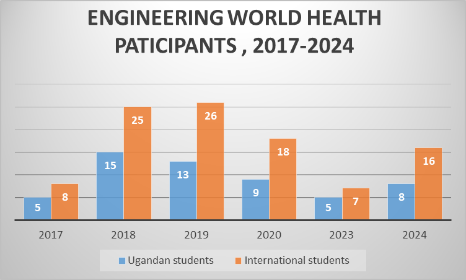 ENGINEERING WORLD HEALTH
PATICIPANTS , 2017-2024
5 8 15 25 13 26 9 18 5 7 8 16
2017 2018 2019 2020 2023 2024
Ugandan students International students